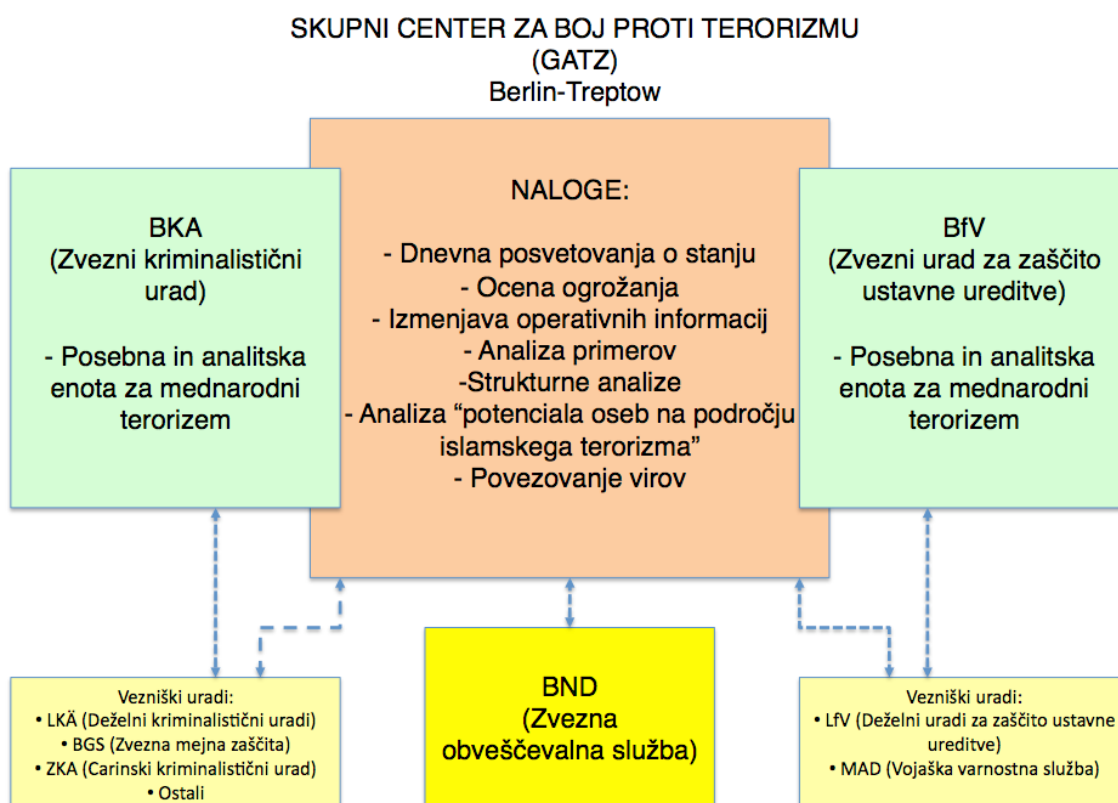 SKUPNI CENTER ZA BOJ PROTI TERORIZMU
(GATZ)
Berlin-Treptow
BKA
(Zvezni kriminalistični
urad)
- Posebna in analitska
enota za mednarodni
terorizem
NALOGE:
- Dnevna posvetovanja o stanju
- Ocena ogrožanja
- Izmenjava operativnih informacij
- Analiza primerov
-Strukturne analize
- Analiza “potenciala oseb na področju
islamskega terorizma”
- Povezovanje virov
BfV
(Zvezni urad za zaščito
ustavne ureditve)
- Posebna in analitska
enota za mednarodni
terorizem
Vezniški uradi:
• LKÄ (Deželni kriminalistični uradi)
• BGS (Zvezna mejna zaščita)
• ZKA (Carinski kriminalistični urad)
• Ostali
BND
(Zvezna
obveščevalna služba)
Vezniški uradi:
• LfV (Deželni uradi za zaščito ustavne
ureditve)
• MAD (Vojaška varnostna služba)